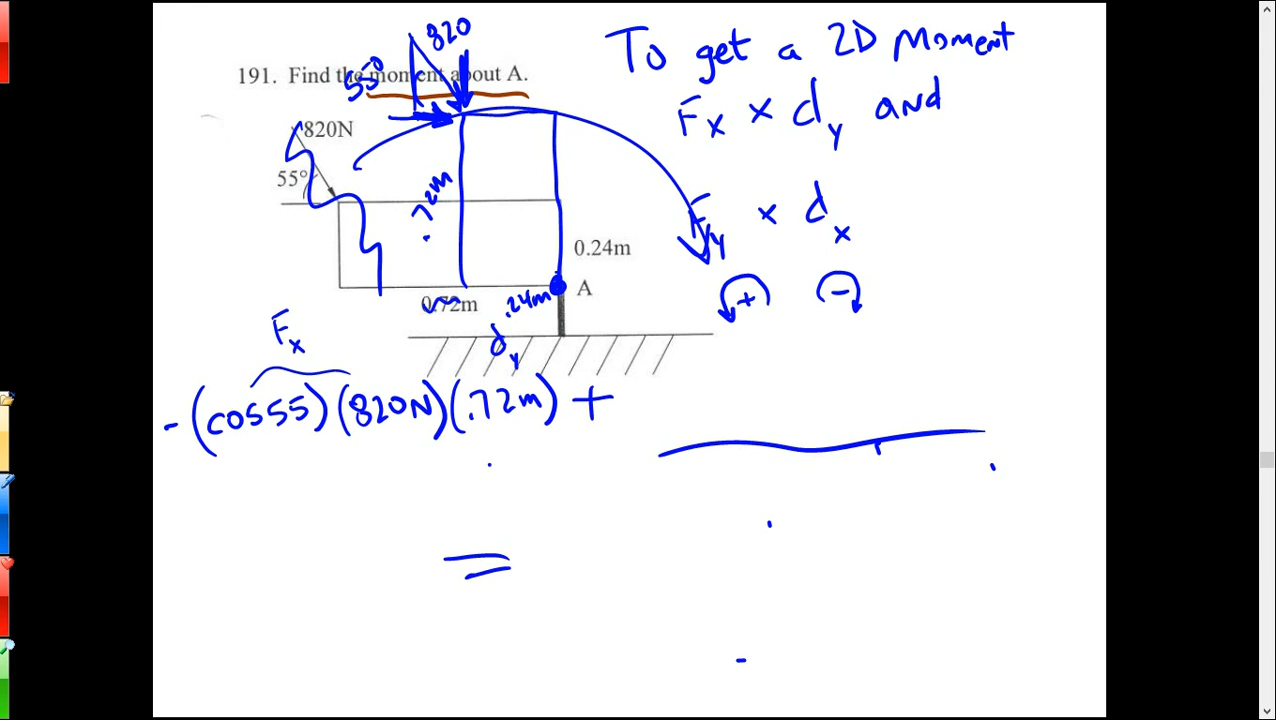 820
To get a 2D Moment
191. Find the moment about A.
55°
Fx × dy and
820N
55°
.72m
Fy × dx
0.24m
+ -
A
0.72m
.24m
Fx
dy
-(cos55)(820N)(.72m) +
=